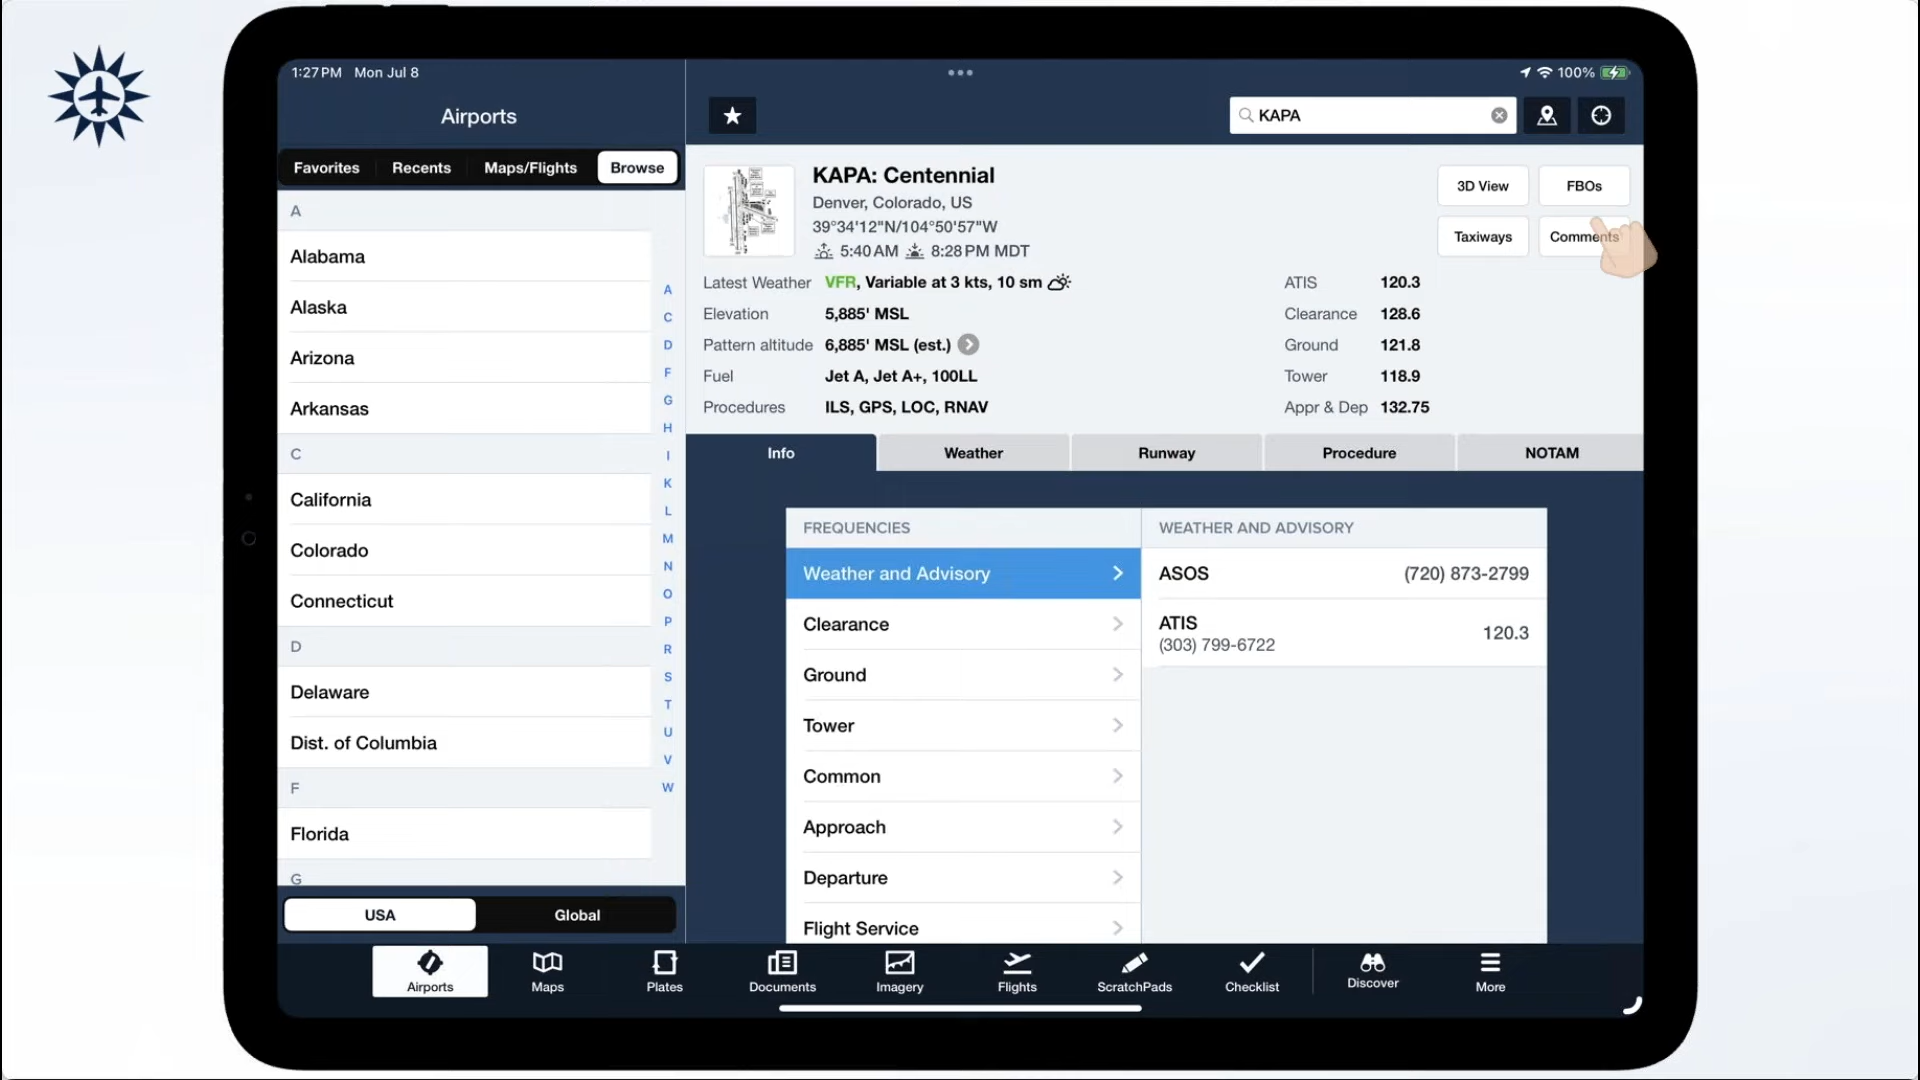 1:27 PM Mon Jul 8
100%
Airports
KAPA
Favorites Recents Maps/Flights Browse
A
Alabama
Alaska
Arizona
Arkansas
C
California
Colorado
Connecticut
D
Delaware
Dist. of Columbia
F
Florida
G
A
C
D
F
G
H
I
K
L
M
N
O
P
R
S
T
U
V
W
USA Global
KAPA: Centennial
Denver, Colorado, US
39°34'12"N/104°50'57"W
5:40 AM 8:28 PM MDT
3D View FBOs
Taxiways Comments
Latest Weather VFR, Variable at 3 kts, 10 sm
Elevation 5,885' MSL
Pattern altitude 6,885' MSL (est.)
Fuel Jet A, Jet A+, 100LL
Procedures ILS, GPS, LOC, RNAV
ATIS 120.3
Clearance 128.6
Ground 121.8
Tower 118.9
Appr & Dep 132.75
Info Weather Runway Procedure NOTAM
FREQUENCIES
Weather and Advisory
Clearance
Ground
Tower
Common
Approach
Departure
Flight Service
WEATHER AND ADVISORY
ASOS (720) 873-2799
ATIS 120.3
(303) 799-6722
Airports Maps Plates Documents Imagery Flights ScratchPads Checklist Discover More